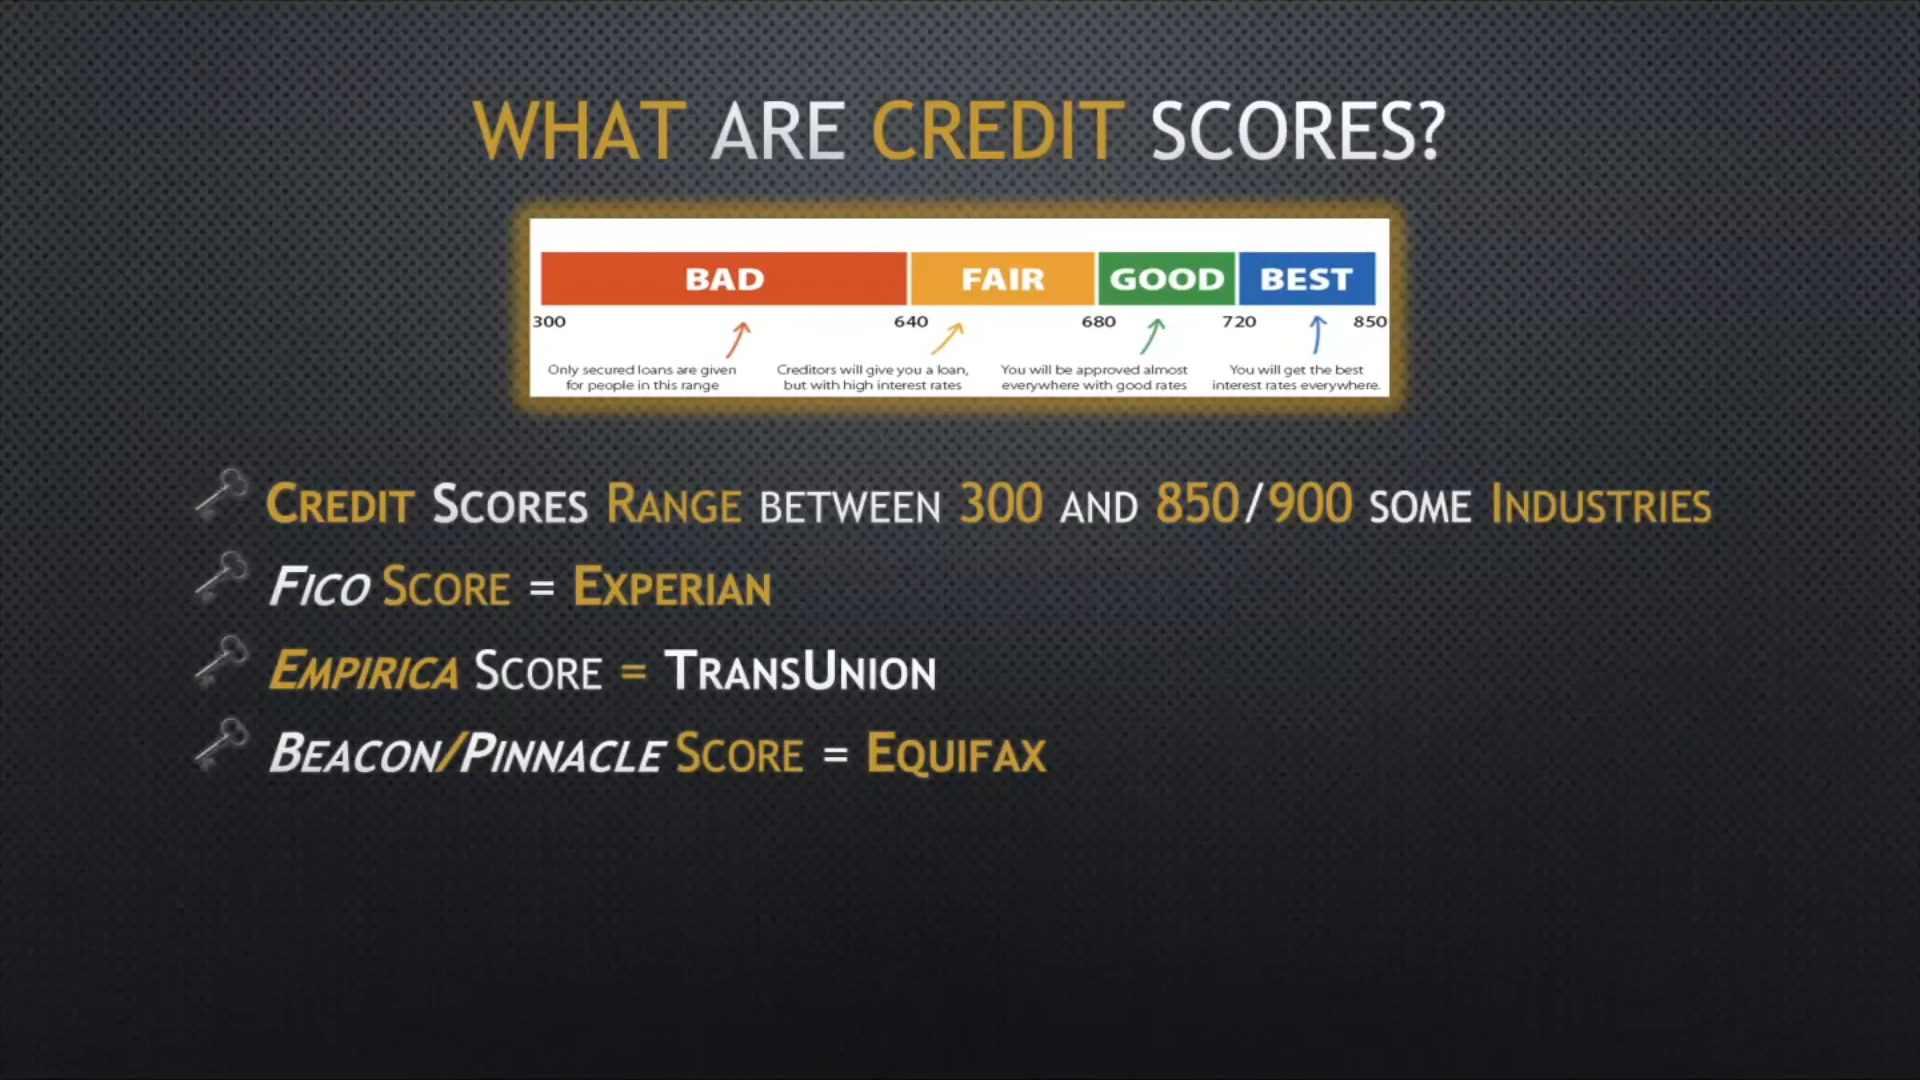 WHAT ARE CREDIT SCORES?
BAD FAIR GOOD BEST
300 640 680 720 850
Only secured loans are given for people in this range
Creditors will give you a loan, but with high interest rates
You will be approved almost everywhere with good rates
You will get the best interest rates everywhere.
CREDIT SCORES RANGE BETWEEN 300 AND 850/900 SOME INDUSTRIES
FICO SCORE = EXPERIAN
EMPIRICA SCORE = TRANSUNION
BEACON/PINNACLE SCORE = EQUIFAX